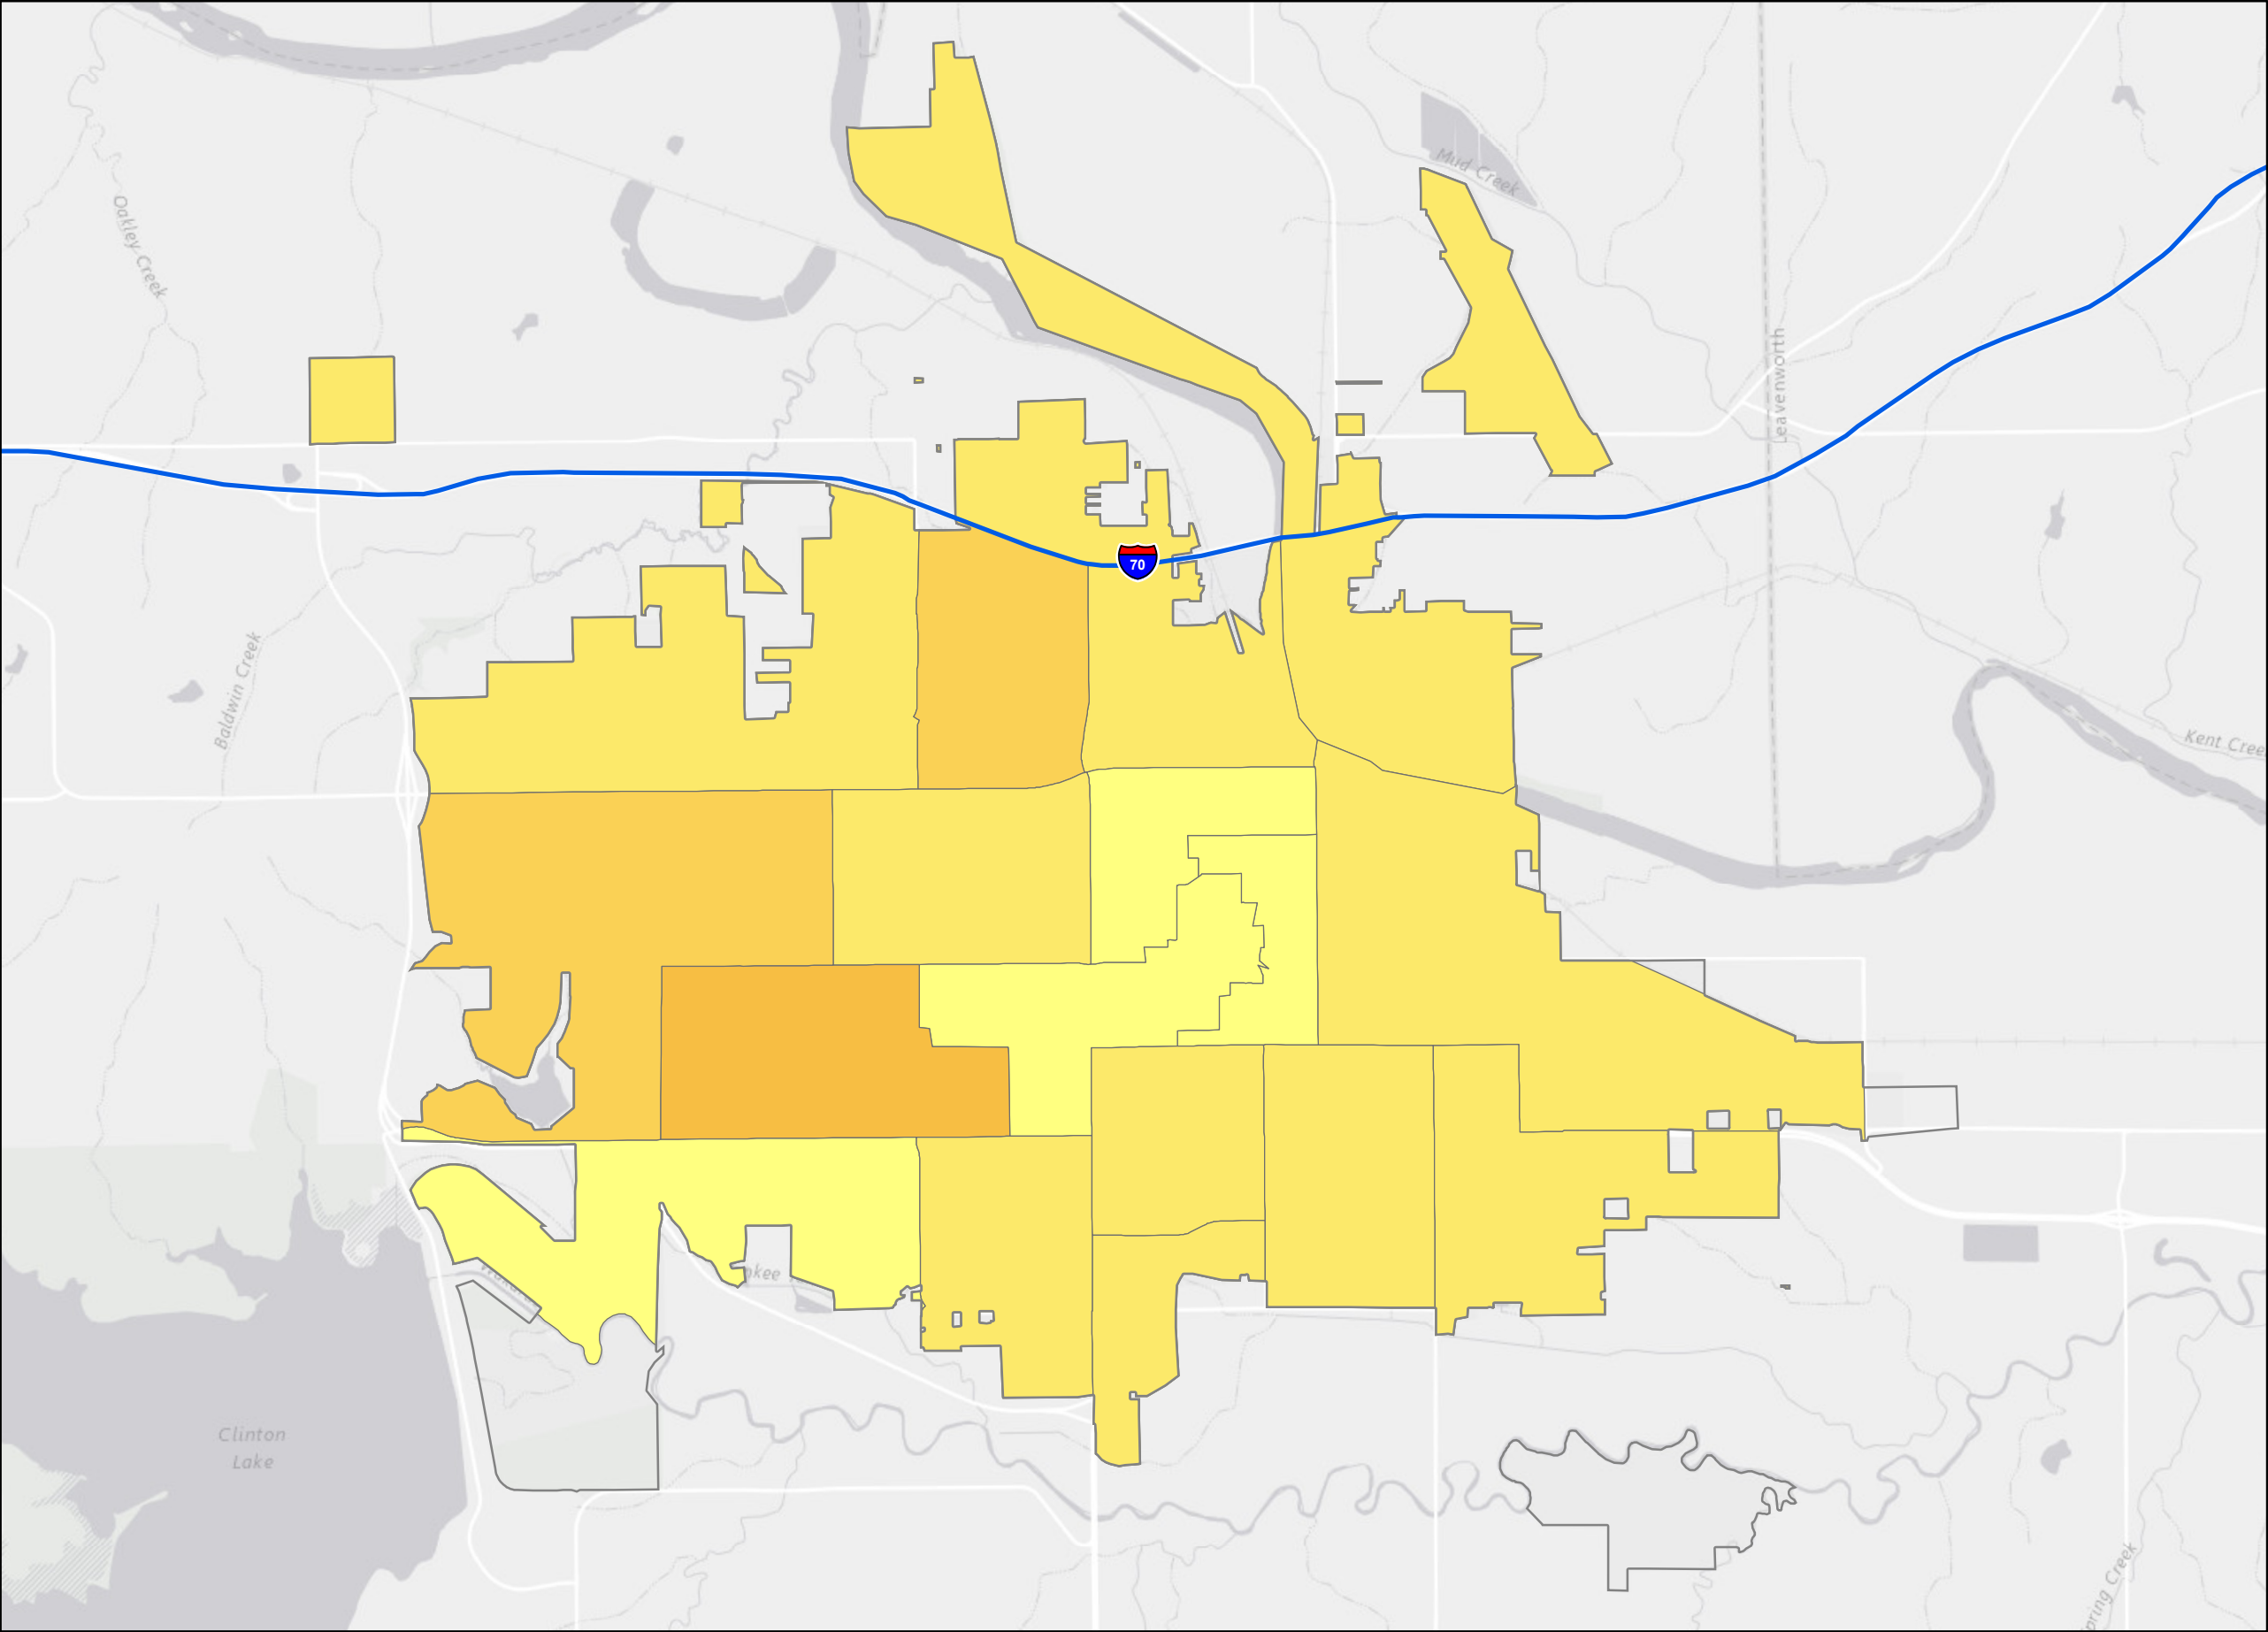 Mud Creek
Oakley Creek
Leavenworth
70
Baldwin Creek
Kent Cree
kee
Clinton
Lake
pring Creek